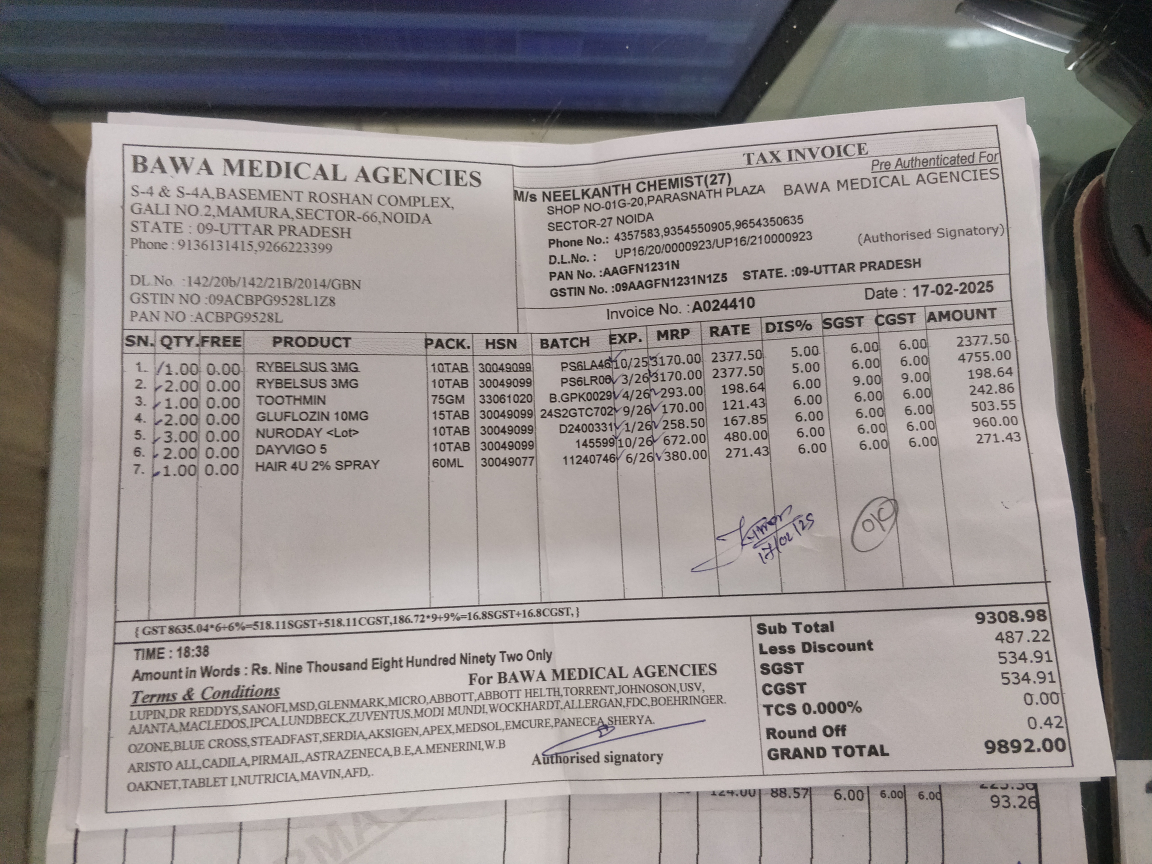 BAWA MEDICAL AGENCIES
S-4 & S-4A,BASEMENT ROSHAN COMPLEX,
GALI NO.2,MAMURA,SECTOR-66,NOIDA
STATE : 09-UTTAR PRADESH
Phone : 9136131415,9266223399
DL.No. :142/20b/142/21B/2014/GBN
GSTIN NO :09ACBPG9528L1Z8
PAN NO :ACBPG9528L
TAX INVOICE
Pre Authenticated For
BAWA MEDICAL AGENCIES
(Authorised Signatory)
M/s NEELKANTH CHEMIST(27)
SHOP NO-01G-20,PARASNATH PLAZA
SECTOR-27 NOIDA
Phone No.: 4357583,9354550905,9654350635
D.L.No.: UP16/20/0000923/UP16/210000923
PAN No. :AAGFN1231N
GSTIN No. :09AAGFN1231N1Z5 STATE. :09-UTTAR PRADESH
Invoice No. :A024410 Date : 17-02-2025
SN. QTY. FREE PRODUCT PACK. HSN BATCH EXP. MRP RATE DIS% SGST CGST AMOUNT
1. 1.00 0.00 RYBELSUS 3MG 10TAB 30049099 PS6LA46 10/25 3170.00 2377.50 5.00 6.00 6.00 2377.50
2. 2.00 0.00 RYBELSUS 3MG 10TAB 30049099 PS6LR06 3/26 3170.00 2377.50 5.00 6.00 6.00 4755.00
3. 1.00 0.00 TOOTHMIN 75GM 33061020 B.GPK0029 4/26 293.00 198.64 6.00 9.00 9.00 198.64
4. 2.00 0.00 GLUFLOZIN 10MG 15TAB 30049099 24S2GTC702 9/26 170.00 121.43 6.00 6.00 6.00 242.86
5. 3.00 0.00 NURODAY <Lot> 10TAB 30049099 D2400331 1/26 258.50 167.85 6.00 6.00 6.00 503.55
6. 2.00 0.00 DAYVIGO 5 10TAB 30049099 145599 10/26 672.00 480.00 6.00 6.00 6.00 960.00
7. 1.00 0.00 HAIR 4U 2% SPRAY 60ML 30049077 11240746 6/26 380.00 271.43 6.00 6.00 6.00 271.43
17/02/25
{ GST 8635.04*6+6%=518.11SGST+518.11CGST,186.72*9+9%=16.8SGST+16.8CGST, }
TIME : 18:38
Amount in Words : Rs. Nine Thousand Eight Hundred Ninety Two Only
Terms & Conditions
For BAWA MEDICAL AGENCIES
LUPIN,DR REDDYS,SANOFI,MSD,GLENMARK,MICRO,ABBOTT,ABBOTT HELTH,TORRENT,JOHNOSON,USV,
AJANTA,MACLEDOS,IPCA,LUNDBECK,ZUVENTUS,MODI MUNDI,WOCKHARDT,ALLERGAN,FDC,BOEHRINGER.
OZONE,BLUE CROSS,STEADFAST,SERDIA,AKSIGEN,APEX,MEDSOL,EMCURE,PANECEA,SHERYA.
ARISTO ALL,CADILA,PIRMAIL,ASTRAZENECA,B.E,A.MENERINI,W.B
OAKNET,TABLET I,NUTRICIA,MAVIN,AFD,.
Authorised signatory
Sub Total 9308.98
Less Discount 487.22
SGST 534.91
CGST 534.91
TCS 0.000% 0.00
Round Off 0.42
GRAND TOTAL 9892.00
124.00 88.57 6.00 6.00 6.00
93.26